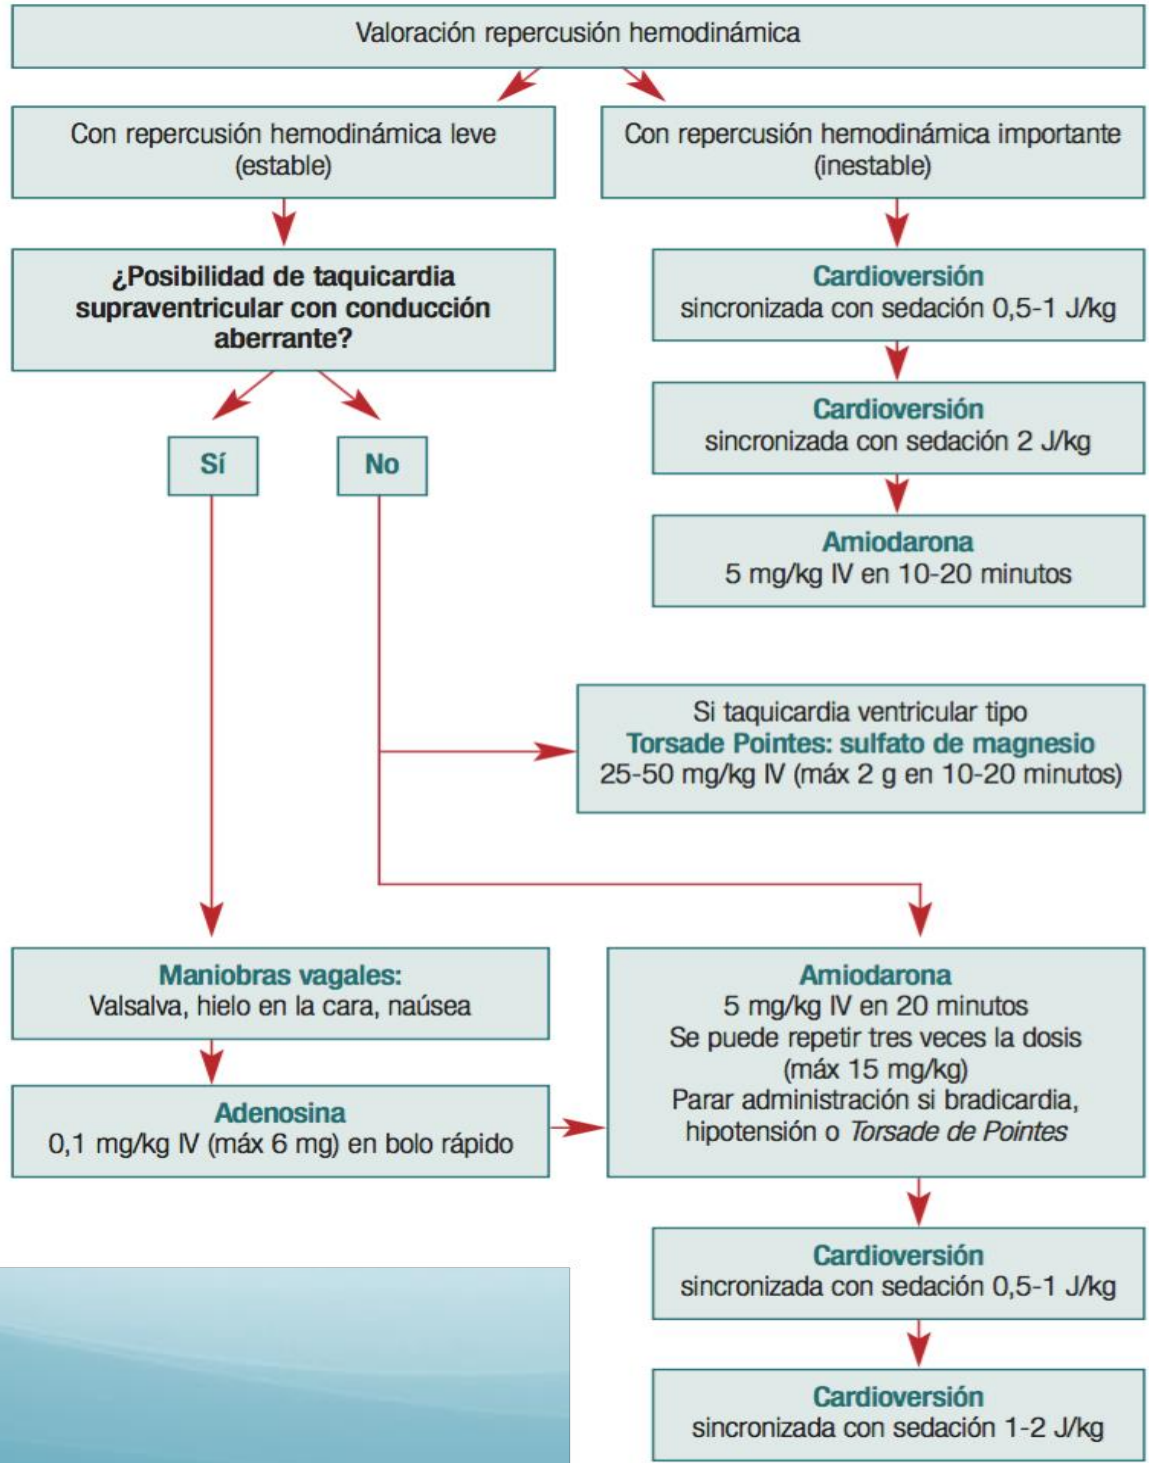 Valoración repercusión hemodinámica
Con repercusión hemodinámica leve
(estable)
Con repercusión hemodinámica importante
(inestable)
¿Posibilidad de taquicardia
supraventricular con conducción
aberrante?
Sí
No
Cardioversión
sincronizada con sedación 0,5-1 J/kg
Cardioversión
sincronizada con sedación 2 J/kg
Amiodarona
5 mg/kg IV en 10-20 minutos
Si taquicardia ventricular tipo
Torsade Pointes: sulfato de magnesio
25-50 mg/kg IV (máx 2 g en 10-20 minutos)
Maniobras vagales:
Valsalva, hielo en la cara, naúsea
Adenosina
0,1 mg/kg IV (máx 6 mg) en bolo rápido
Amiodarona
5 mg/kg IV en 20 minutos
Se puede repetir tres veces la dosis
(máx 15 mg/kg)
Parar administración si bradicardia,
hipotensión o Torsade de Pointes
Cardioversión
sincronizada con sedación 0,5-1 J/kg
Cardioversión
sincronizada con sedación 1-2 J/kg